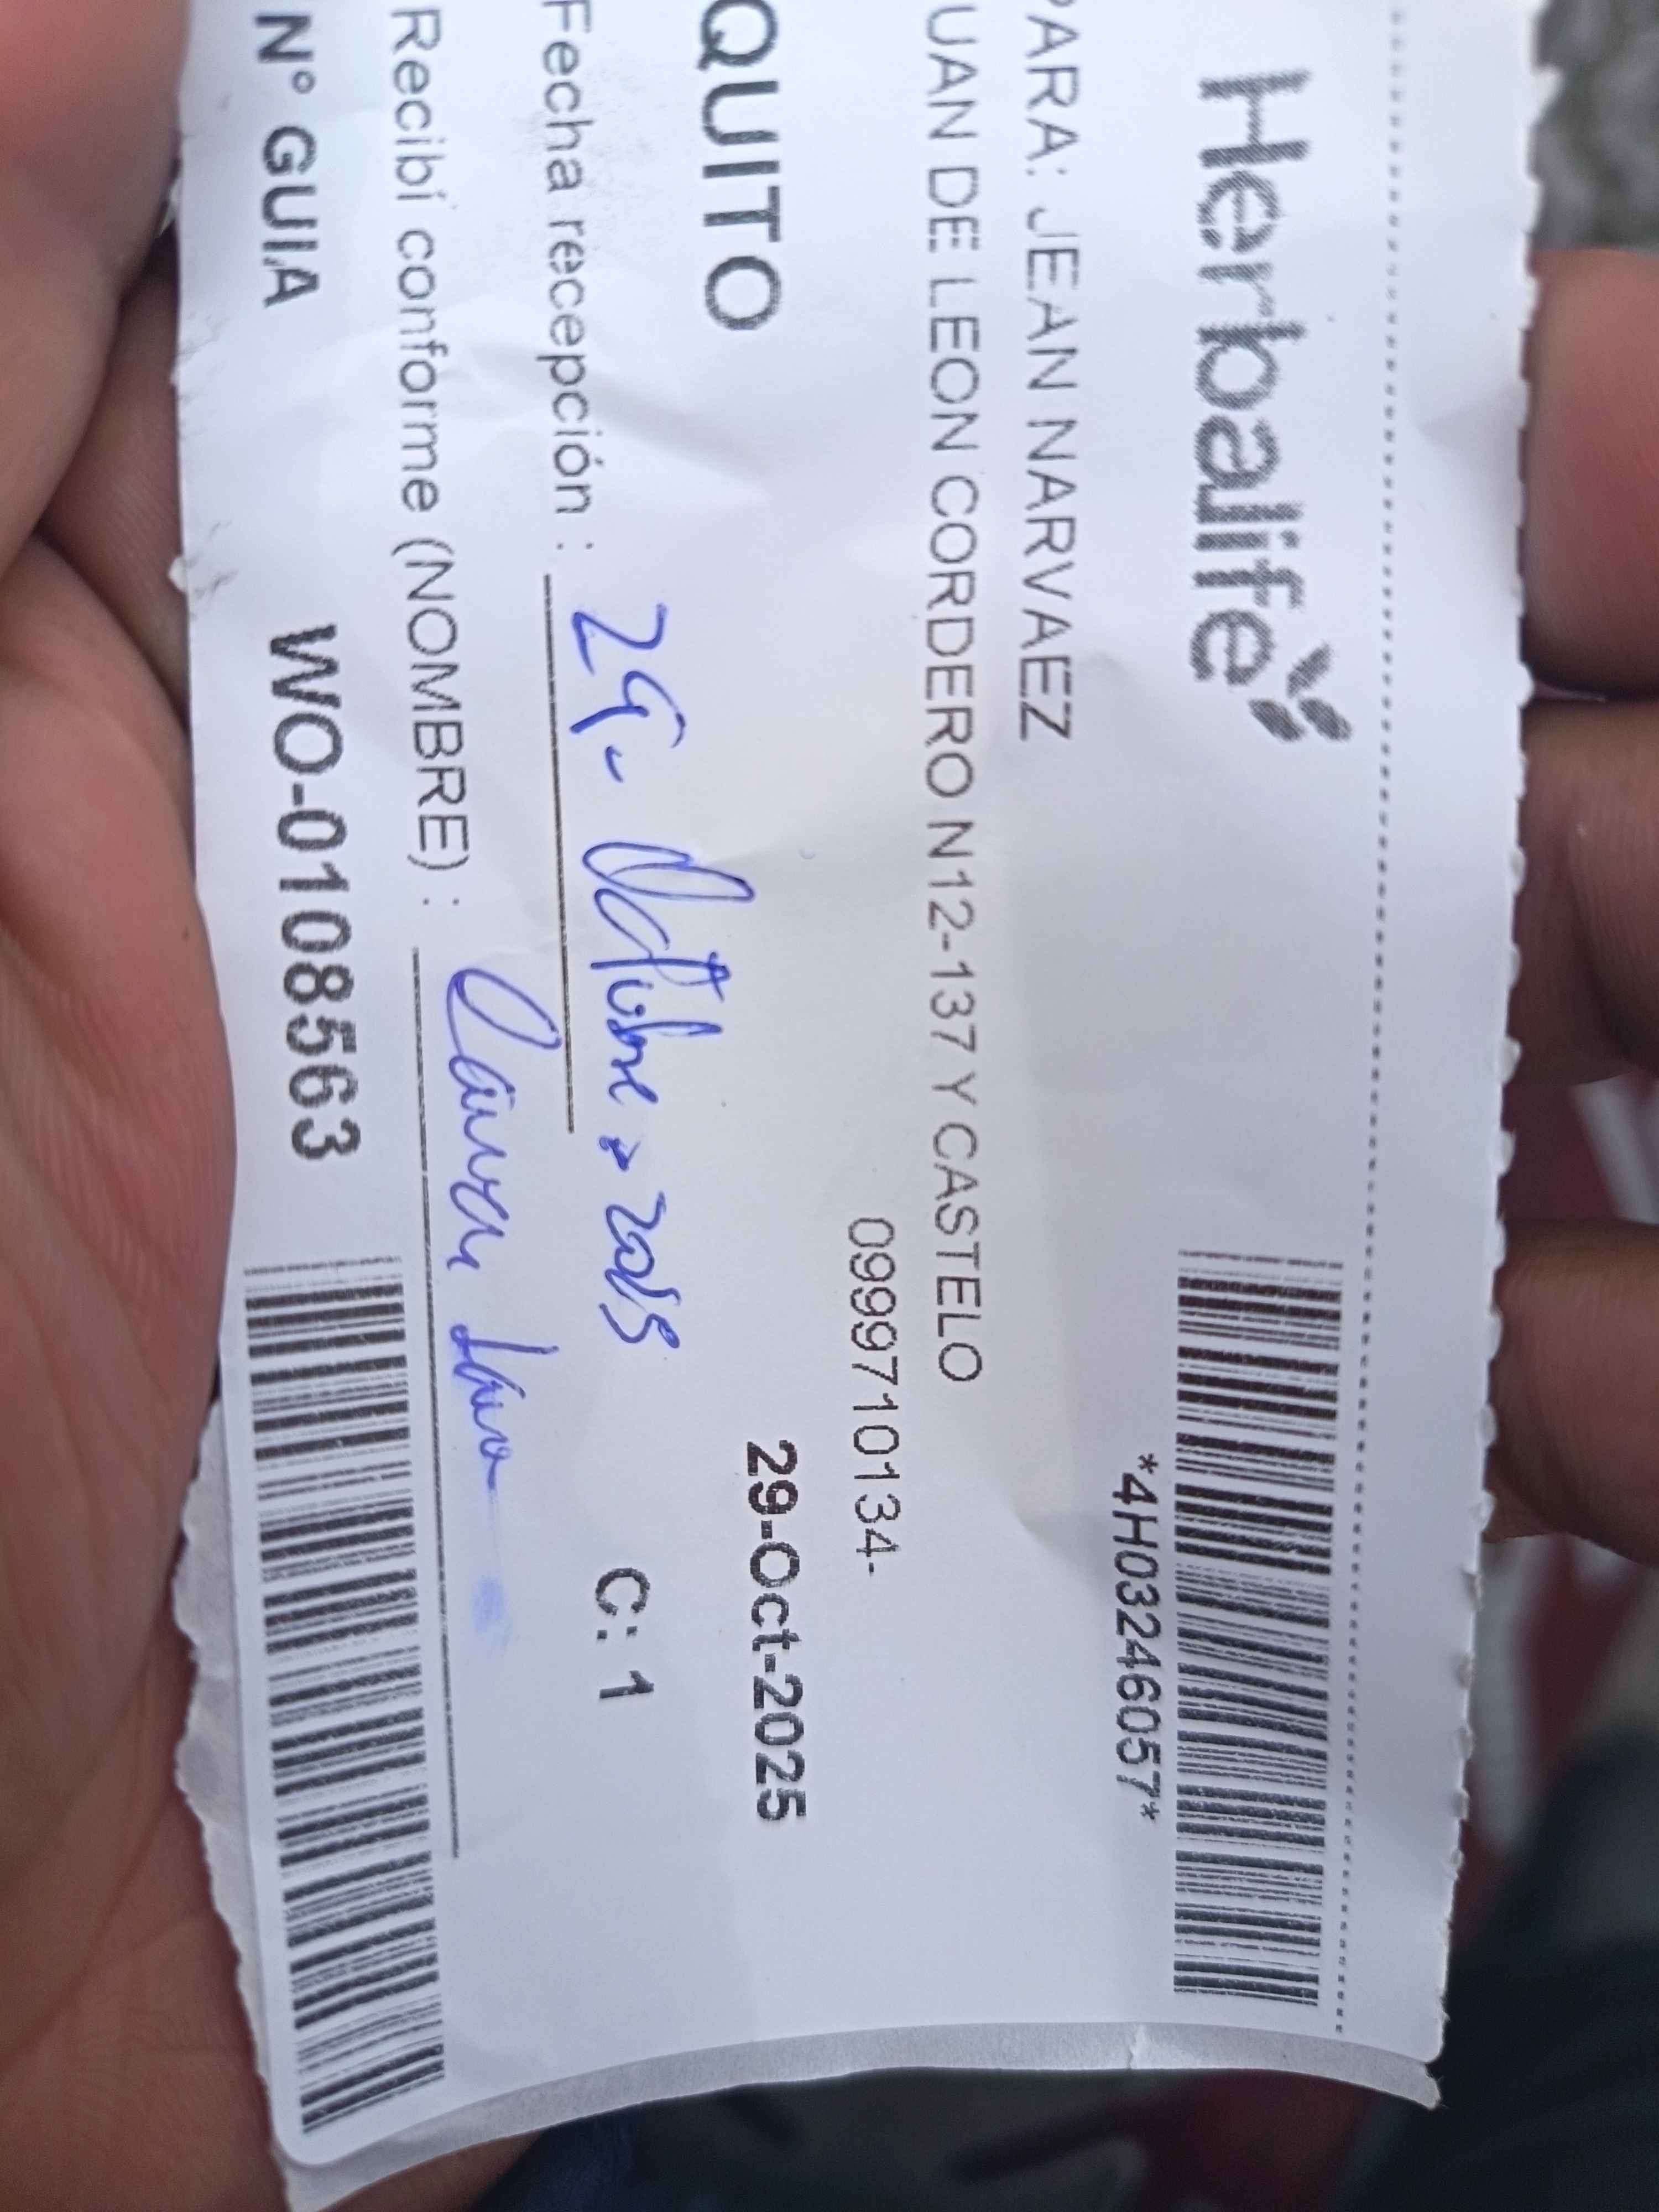 Herbalife
*4H03246057*
PARA: JEAN NARVAEZ
UAN DE LEON CORDERO N12-137 Y CASTELO
0999710134-
QUITO 29-Oct-2025
Fecha recepción : 29- Octubre - 2025 C: 1
Recibí conforme (NOMBRE) :
N° GUIA WO-0108563